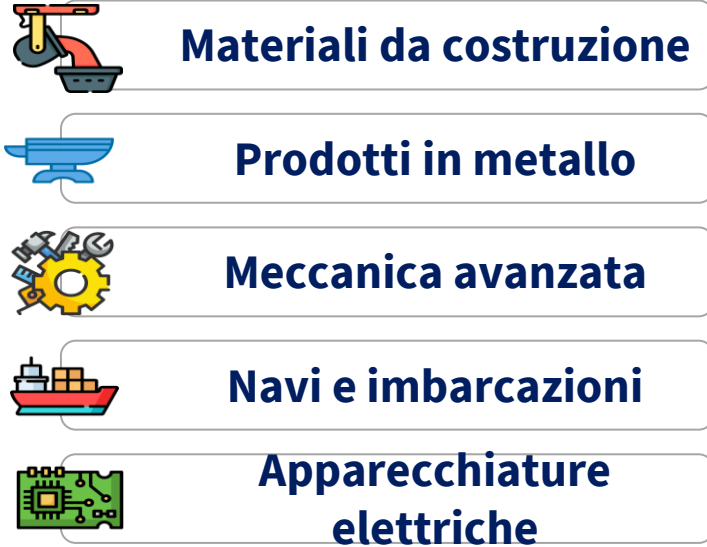 Materiali da costruzione
Prodotti in metallo
Meccanica avanzata
Navi e imbarcazioni
Apparecchiature
elettriche